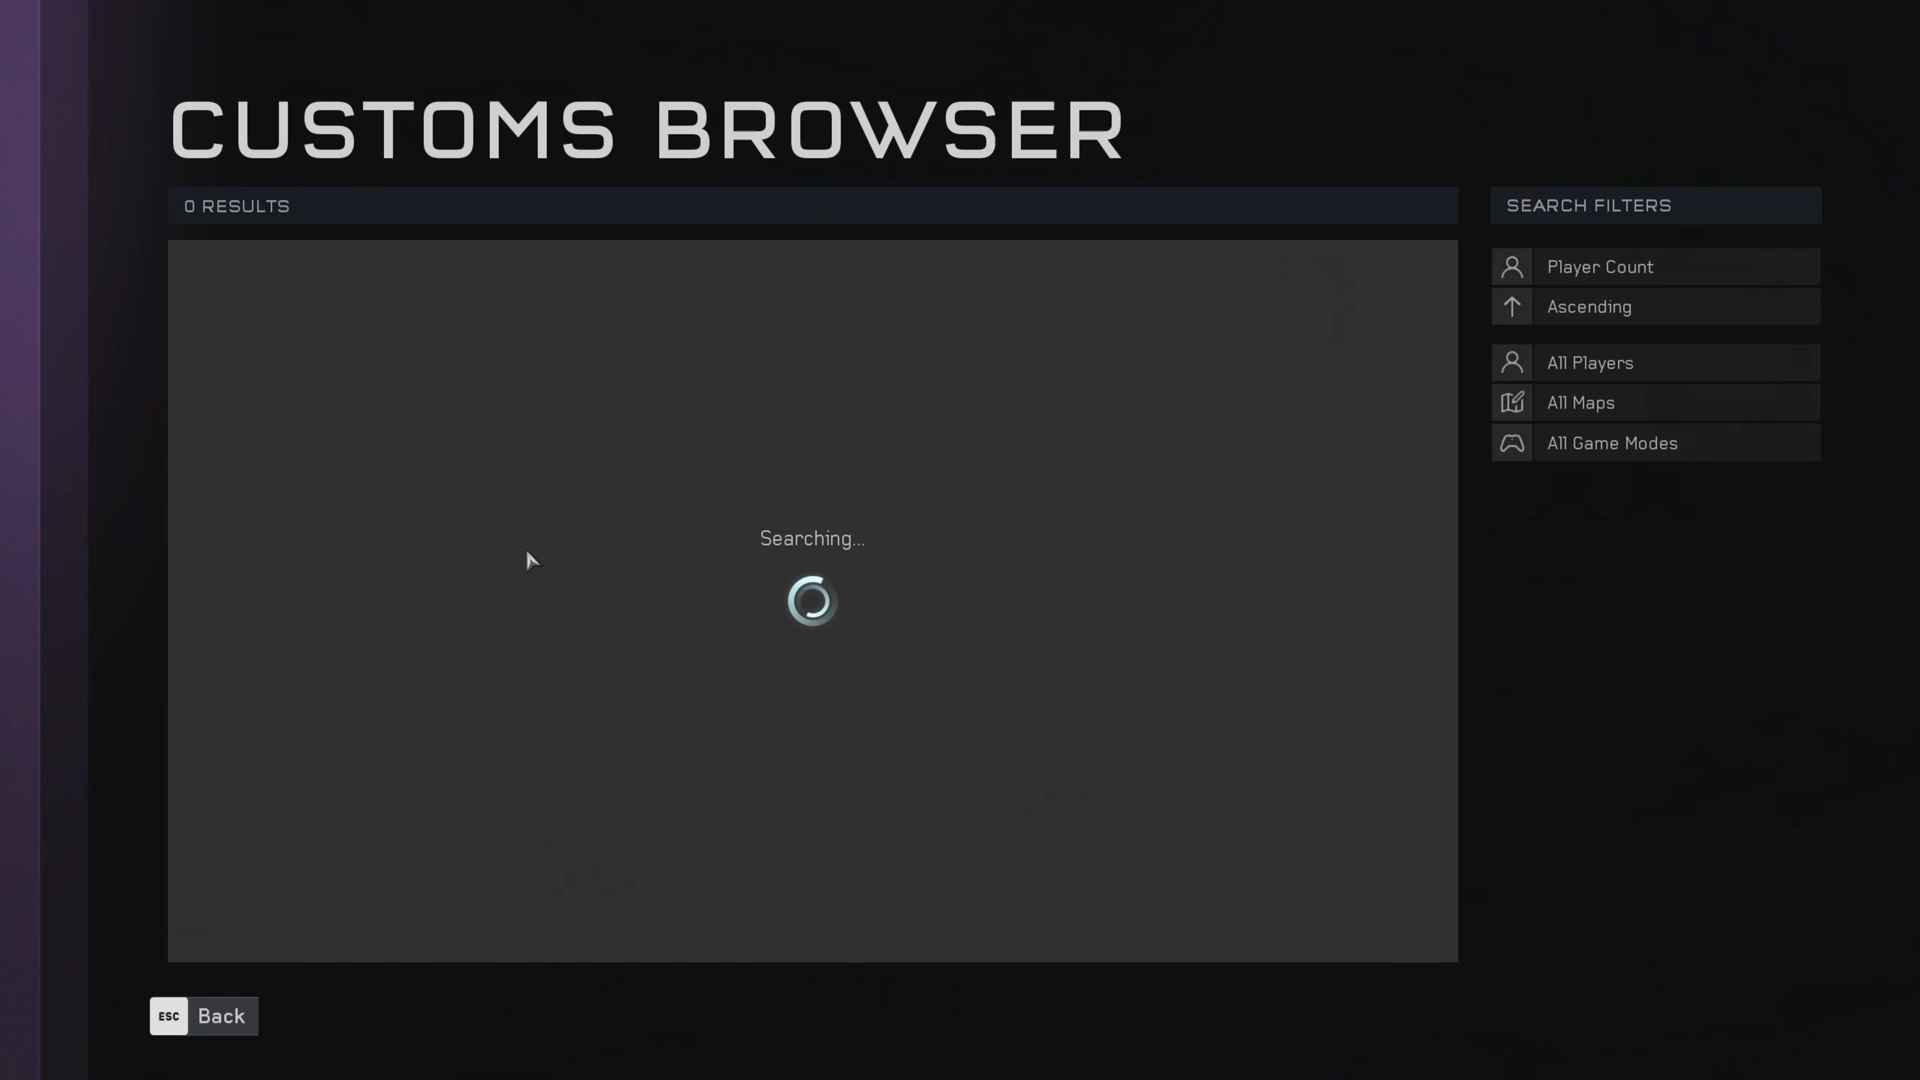 CUSTOMS BROWSER
0 RESULTS
Searching...
SEARCH FILTERS
Player Count
Ascending
All Players
All Maps
All Game Modes
ESC Back